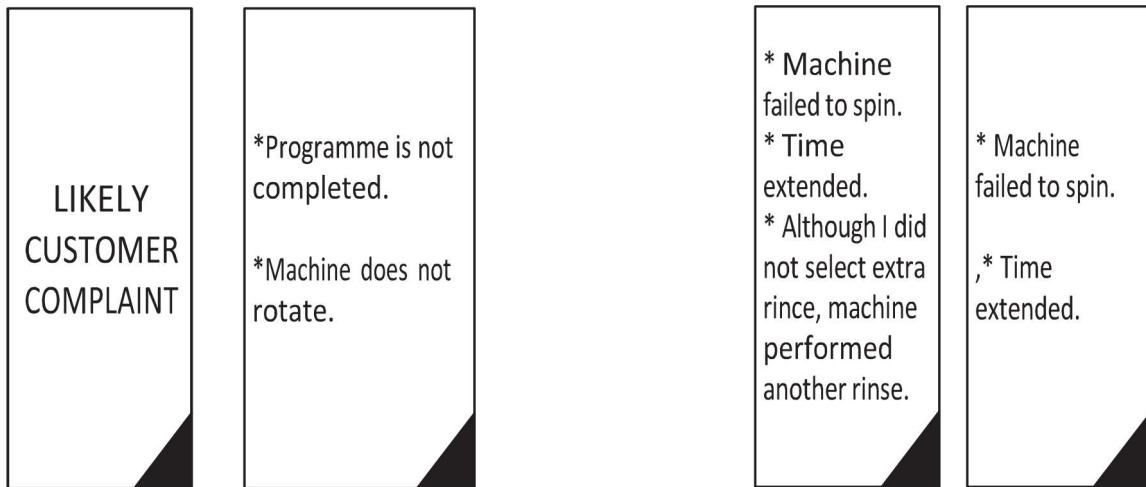 LIKELY
CUSTOMER
COMPLAINT
*Programme is not
completed.
*Machine does not
rotate.
* Machine
failed to spin.
* Time
extended.
* Although I did
not select extra
rince, machine
performed
another rinse.
* Machine
failed to spin.
,* Time
extended.